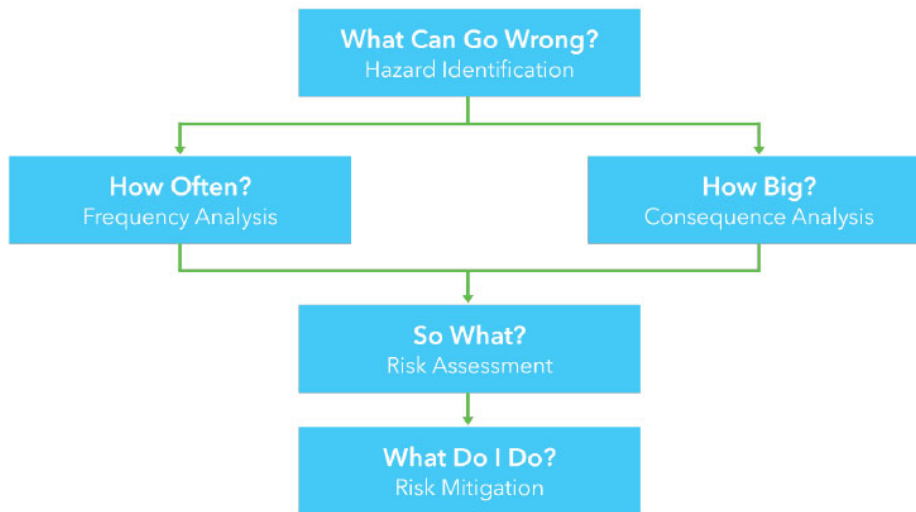 What Can Go Wrong?
Hazard Identification
How Often?
Frequency Analysis
How Big?
Consequence Analysis
So What?
Risk Assessment
What Do I Do?
Risk Mitigation